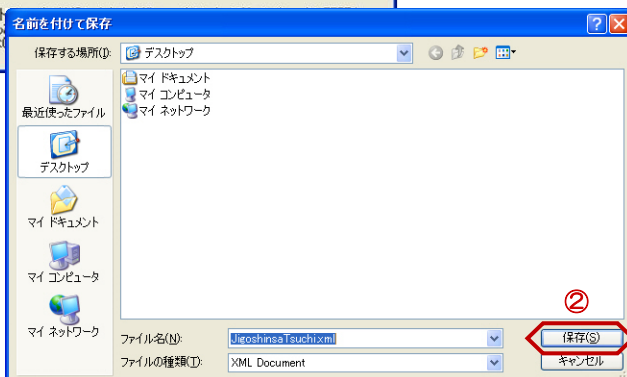 名前を付けて保存
保存する場所(I):
デスクトップ
マイ ドキュメント
マイ コンピュータ
マイ ネットワーク
最近使ったファイル
デスクトップ
マイ ドキュメント
マイ コンピュータ
マイ ネットワーク
②
ファイル名(N):
JigoshinsaTsuchi.xml
保存(S)
ファイルの種類(T):
XML Document
キャンセル